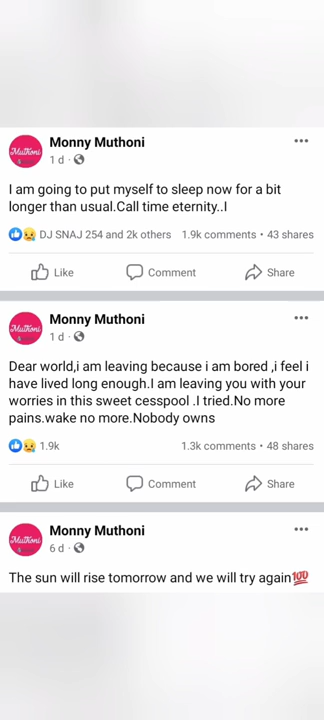 Muthoni
Monny Muthoni
1 d
I am going to put myself to sleep now for a bit
longer than usual.Call time eternity..I
DJ SNAJ 254 and 2k others 1.9k comments • 43 shares
Like Comment Share
Muthoni
Monny Muthoni
1 d
Dear world,i am leaving because i am bored ,i feel i
have lived long enough.I am leaving you with your
worries in this sweet cesspool .I tried.No more
pains.wake no more.Nobody owns
1.9k 1.3k comments • 48 shares
Like Comment Share
Muthoni
Monny Muthoni
6 d
The sun will rise tomorrow and we will try again💯